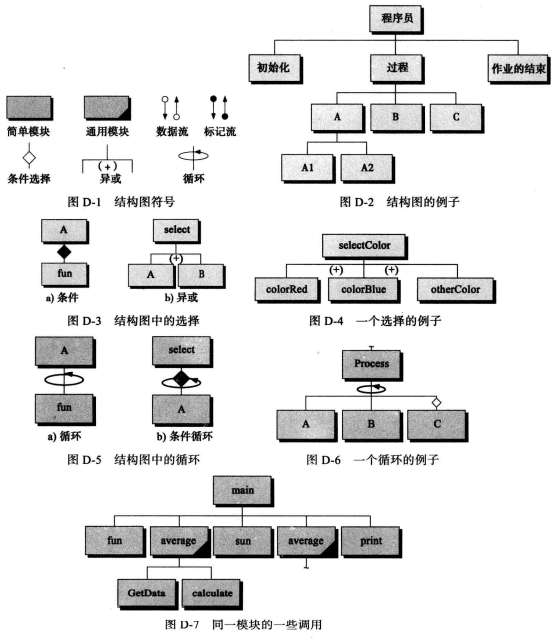 程序员
初始化
过程
作业的结束
A
B
C
A1
A2
图 D-2 结构图的例子
简单模块
通用模块
数据流
标记流
(+)
条件选择
异或
循环
图 D-1 结构图符号
A
fun
a) 条件
select
(+)
A
B
b) 异或
图 D-3 结构图中的选择
selectColor
(+)
(+)
colorRed
colorBlue
otherColor
图 D-4 一个选择的例子
A
fun
a) 循环
select
A
b) 条件循环
图 D-5 结构图中的循环
Process
A
B
C
图 D-6 一个循环的例子
main
fun
average
sun
average
print
GetData
calculate
图 D-7 同一模块的一些调用